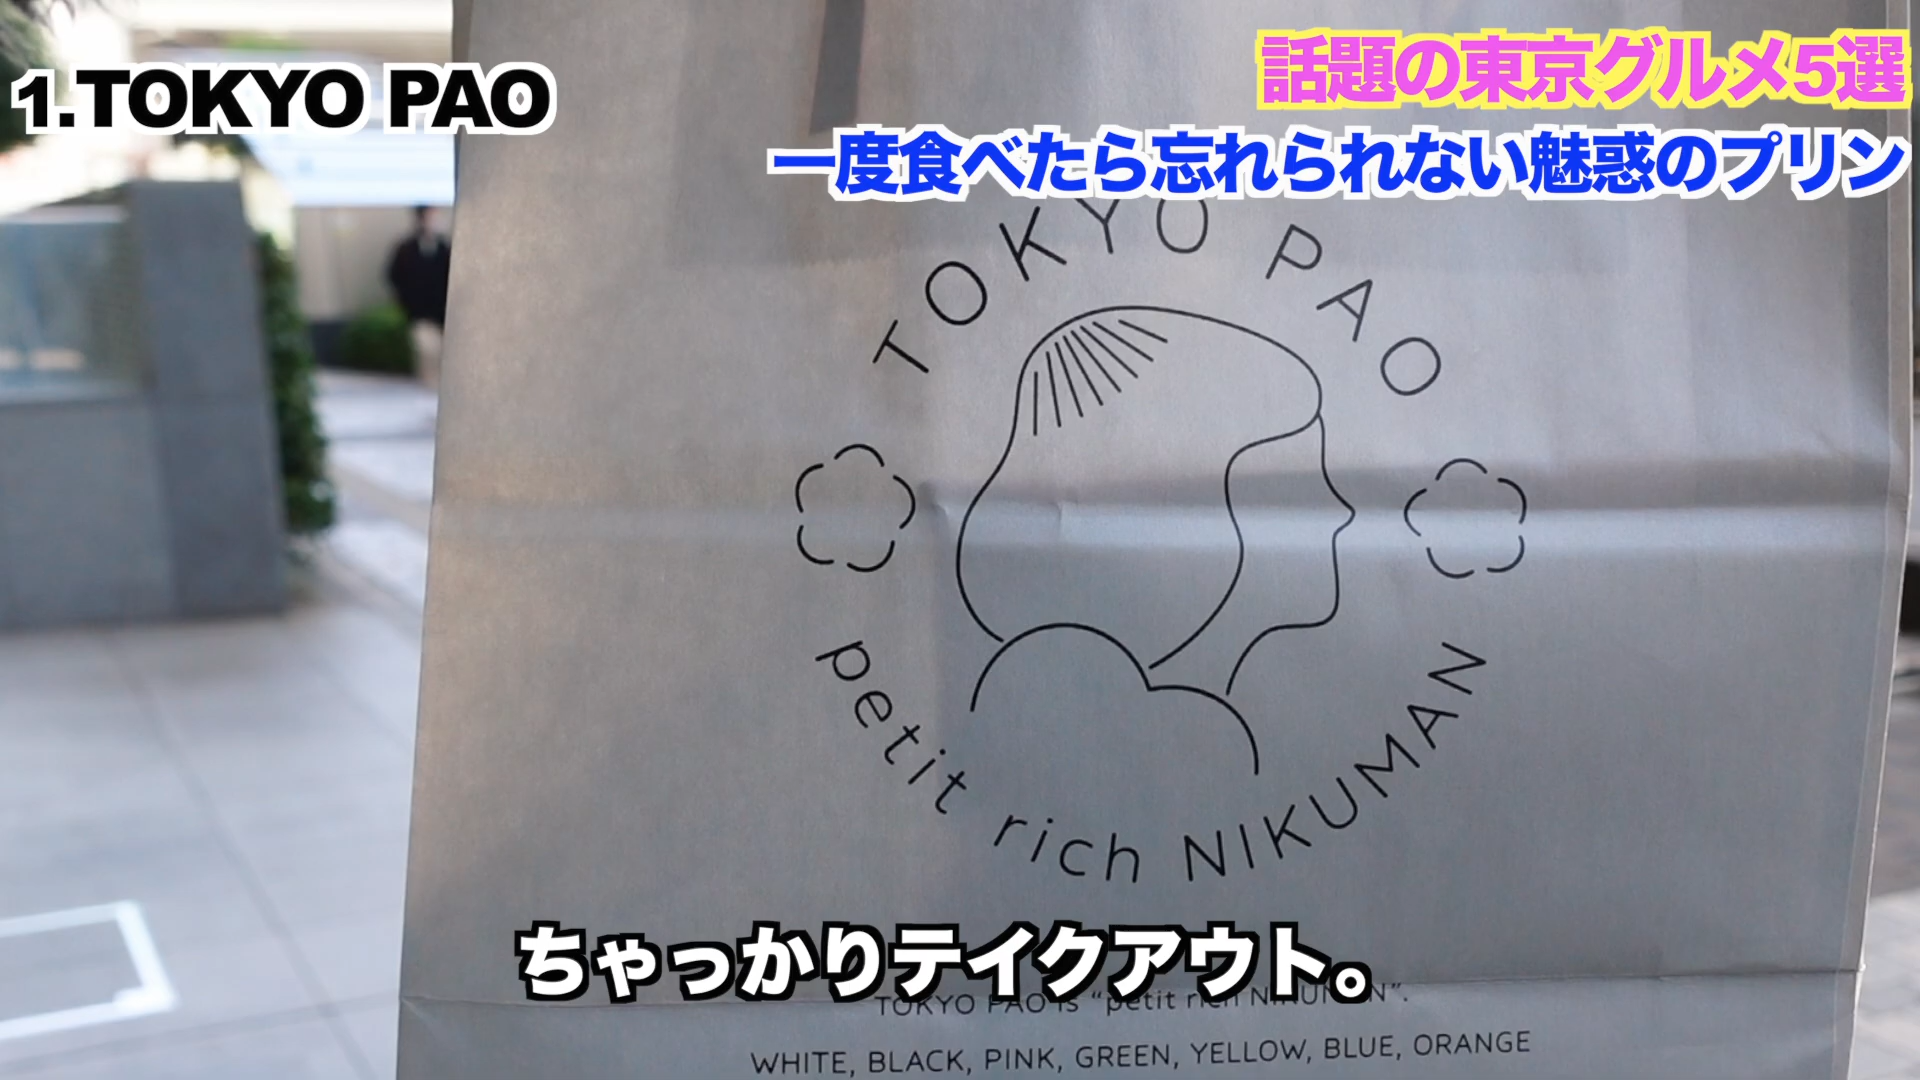 1.TOKYO PAO
話題の東京グルメ5選
一度食べたら忘れられない魅惑のプリン
TOKYO PAO
petit rich NIKUMAN
ちゃっかりテイクアウト。
TOKYO PAO is “petit rich NIKUMAN”.
WHITE, BLACK, PINK, GREEN, YELLOW, BLUE, ORANGE